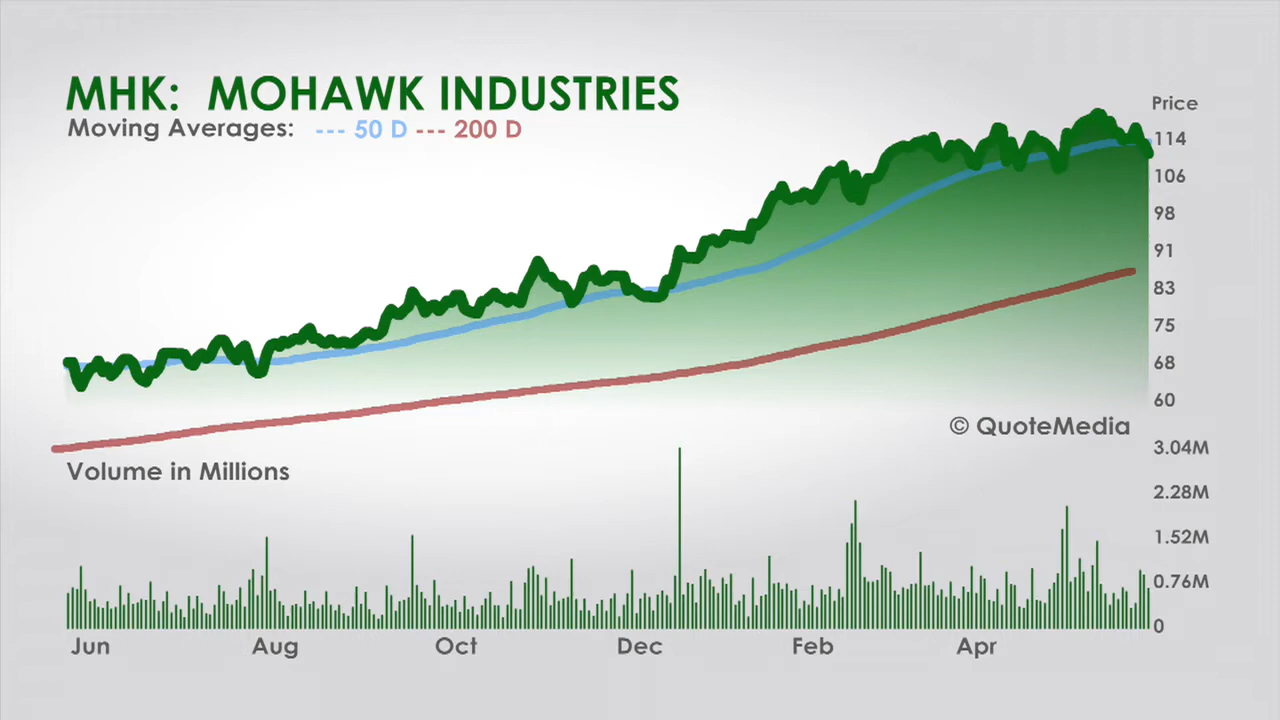 MHK: MOHAWK INDUSTRIES
Moving Averages: --- 50 D --- 200 D
Price
114
106
98
91
83
75
68
60
© QuoteMedia
3.04M
Volume in Millions
2.28M
1.52M
0.76M
0
Jun Aug Oct Dec Feb Apr